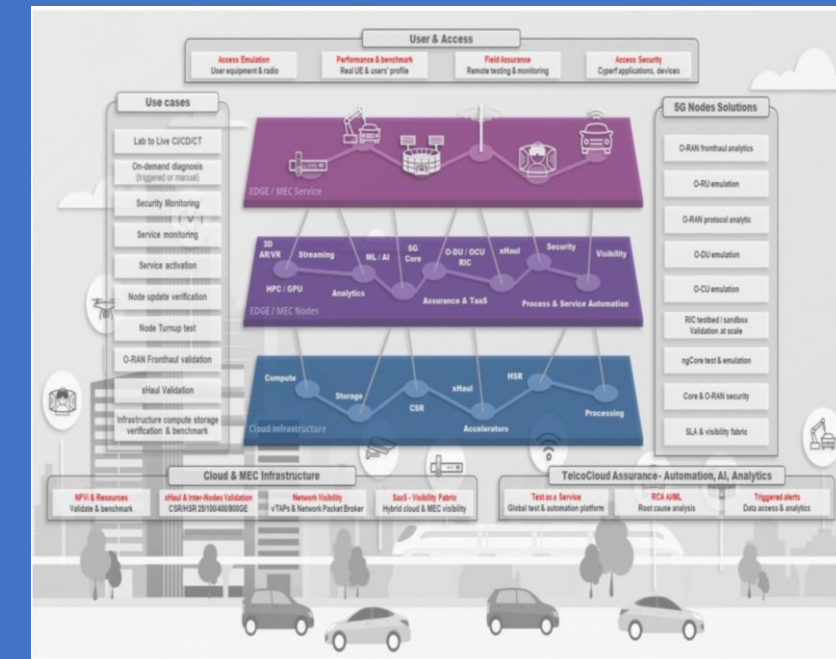 User & Access
Access Emulation
User equipment & radio
Performance & benchmark
Real UE & users' profile
Field Assurance
Remote testing & monitoring
Access Security
Cyperf applications, devices
Use cases
Lab to Live CI/CD/CT
On-demand diagnosis
(triggered or manual)
Security Monitoring
Service monitoring
Service activation
Node update verification
Node Turnup test
O-RAN Fronthaul validation
xHaul Validation
Infrastructure compute storage
verification & benchmark
EDGE / MEC Service
3D
AR/VR
Streaming
HPC / GPU
ML / AI
Analytics
5G
Core
O-DU / OCU
RIC
Assurance & TaaS
xHaul
Security
Visibility
Process & Service Automation
EDGE / MEC Nodes
Compute
Storage
CSR
xHaul
Accelerators
HSR
Processing
Cloud Infrastructure
5G Nodes Solutions
O-RAN fronthaul analytics
O-RU emulation
O-RAN protocol analytic
O-DU emulation
O-CU emulation
RIC testbed / sandbox
Validation at scale
ngCore test & emulation
Core & O-RAN security
SLA & visibility fabric
Cloud & MEC Infrastructure
NFVi & Resources
Validate & benchmark
xHaul & Inter-Nodes Validation
CSR/HSR 25/100/400/800GE
Network Visibility
vTAPs & Network Packet Broker
SaaS - Visibility Fabric
Hybrid cloud & MEC visibility
TelcoCloud Assurance - Automation, AI, Analytics
Test as a Service
Global test & automation platform
RCA AI/ML
Root cause analysis
Triggered alerts
Data access & analytics